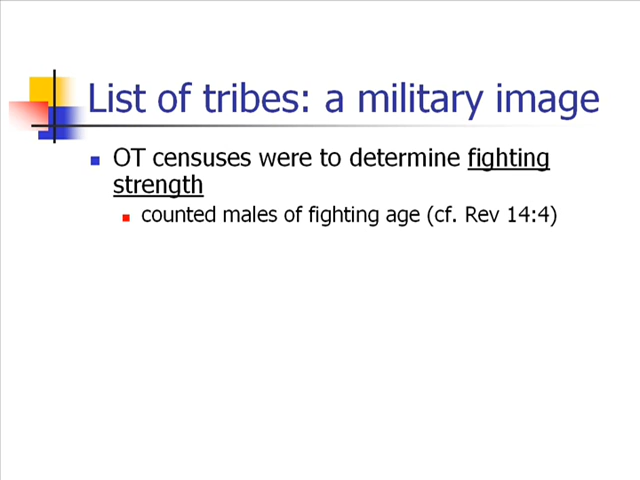 List of tribes: a military image
OT censuses were to determine fighting
strength
counted males of fighting age (cf. Rev 14:4)